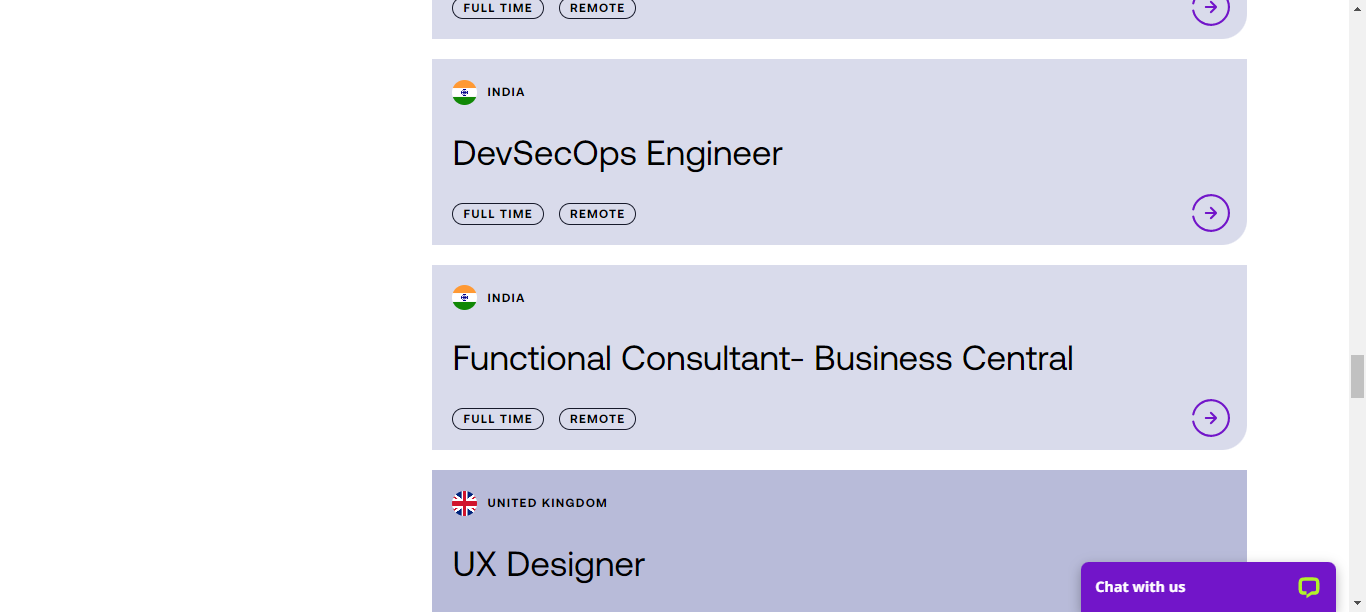 FULL TIME REMOTE
INDIA
DevSecOps Engineer
FULL TIME REMOTE
INDIA
Functional Consultant- Business Central
FULL TIME REMOTE
UNITED KINGDOM
UX Designer
Chat with us